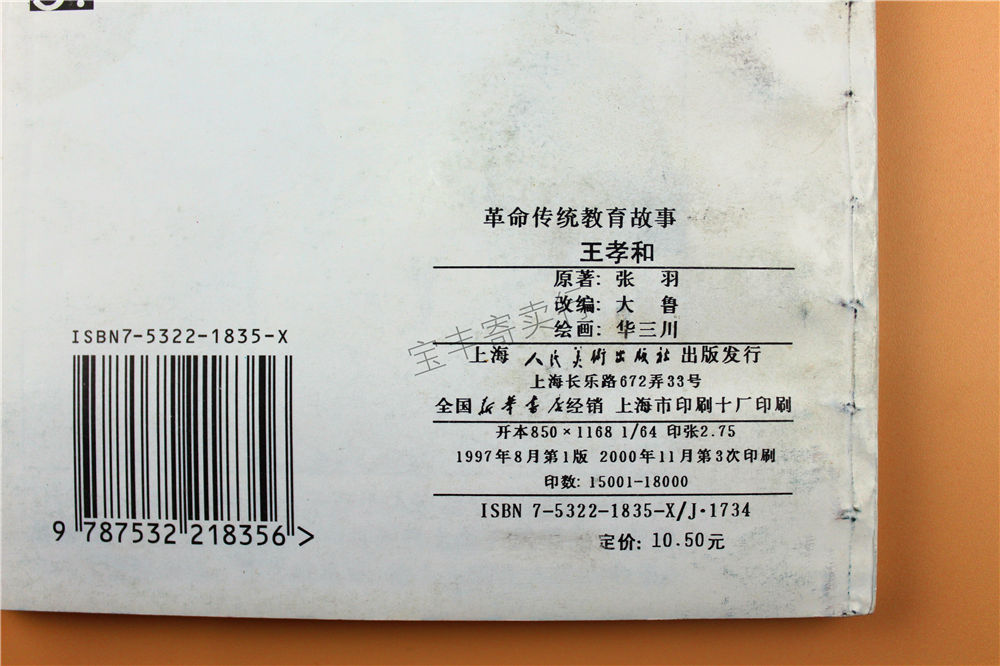 革命传统教育故事
王孝和
原著: 张 羽
改编: 大 鲁
绘画: 华三川
上海 人民美術出版社 出版发行
上海长乐路672弄33号
全国新华书店经销 上海市印刷十厂印刷
开本850×1168 1/64 印张2.75
1997年8月第1版 2000年11月第3次印刷
印数: 15001-18000
ISBN 7-5322-1835-X/J·1734
定价: 10.50元
ISBN7-5322-1835-X
9 787532 218356>
宝丰寄卖行